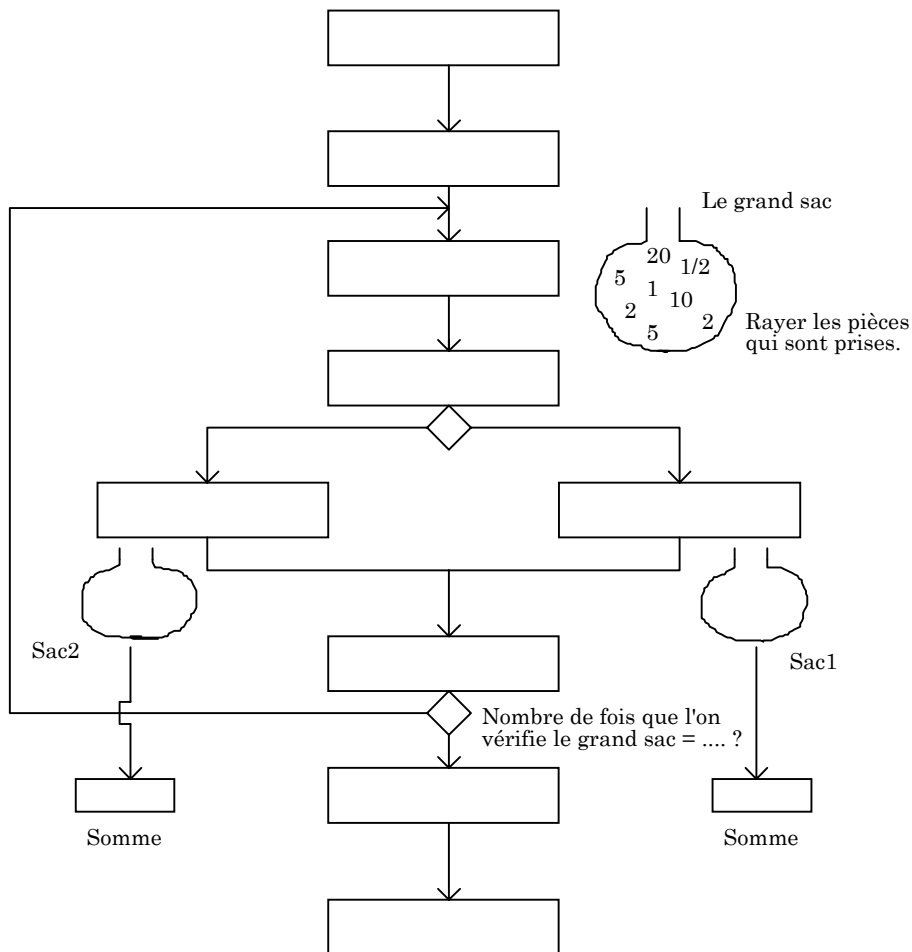 Le grand sac
20
1/2
5
1
10
2
2
5
Rayer les pièces
qui sont prises.
Sac2
Sac1
Nombre de fois que l'on
vérifie le grand sac = .... ?
Somme
Somme